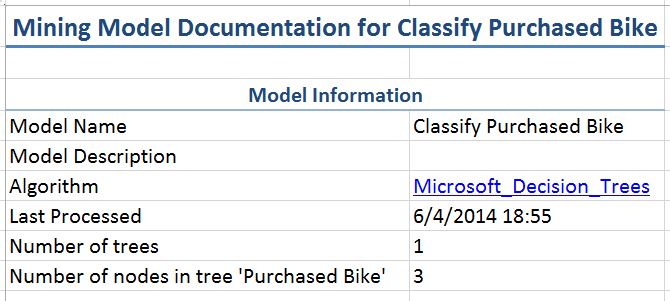 Mining Model Documentation for Classify Purchased Bike
Model Information
Model Name Classify Purchased Bike
Model Description
Algorithm Microsoft_Decision_Trees
Last Processed 6/4/2014 18:55
Number of trees 1
Number of nodes in tree 'Purchased Bike' 3